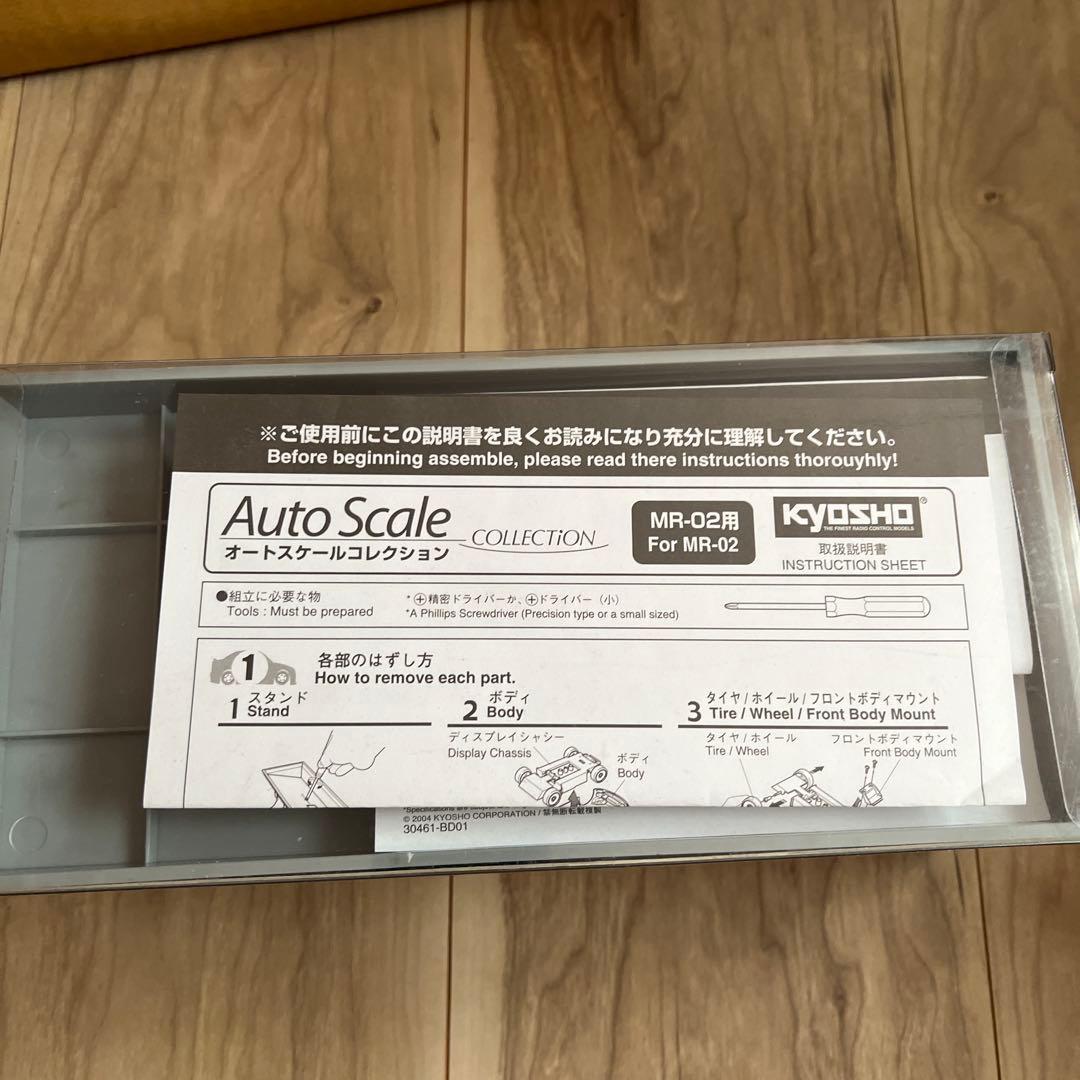 ※ご使用前にこの説明書を良くお読みになり充分に理解してください。
Before beginning assemble, please read there instructions thorouyhly!
Auto Scale COLLECTiON
オートスケールコレクション
MR-02用
For MR-02
KYOSHO®
THE FINEST RADIO CONTROL MODELS
取扱説明書
INSTRUCTION SHEET
●組立に必要な物
Tools : Must be prepared
* ⊕精密ドライバーか、⊕ドライバー（小）
*A Phillips Screwdriver (Precision type or a small sized)
1 各部のはずし方
How to remove each part.
1 スタンド
Stand
2 ボディ
Body
ディスプレイシャシー
Display Chassis
ボディ
Body
3 タイヤ / ホイール / フロントボディマウント
Tire / Wheel / Front Body Mount
タイヤ / ホイール
Tire / Wheel
フロントボディマウント
Front Body Mount
*Specifications are
© 2004 KYOSHO CORPORATION / 禁無断転載複製
30461-BD01